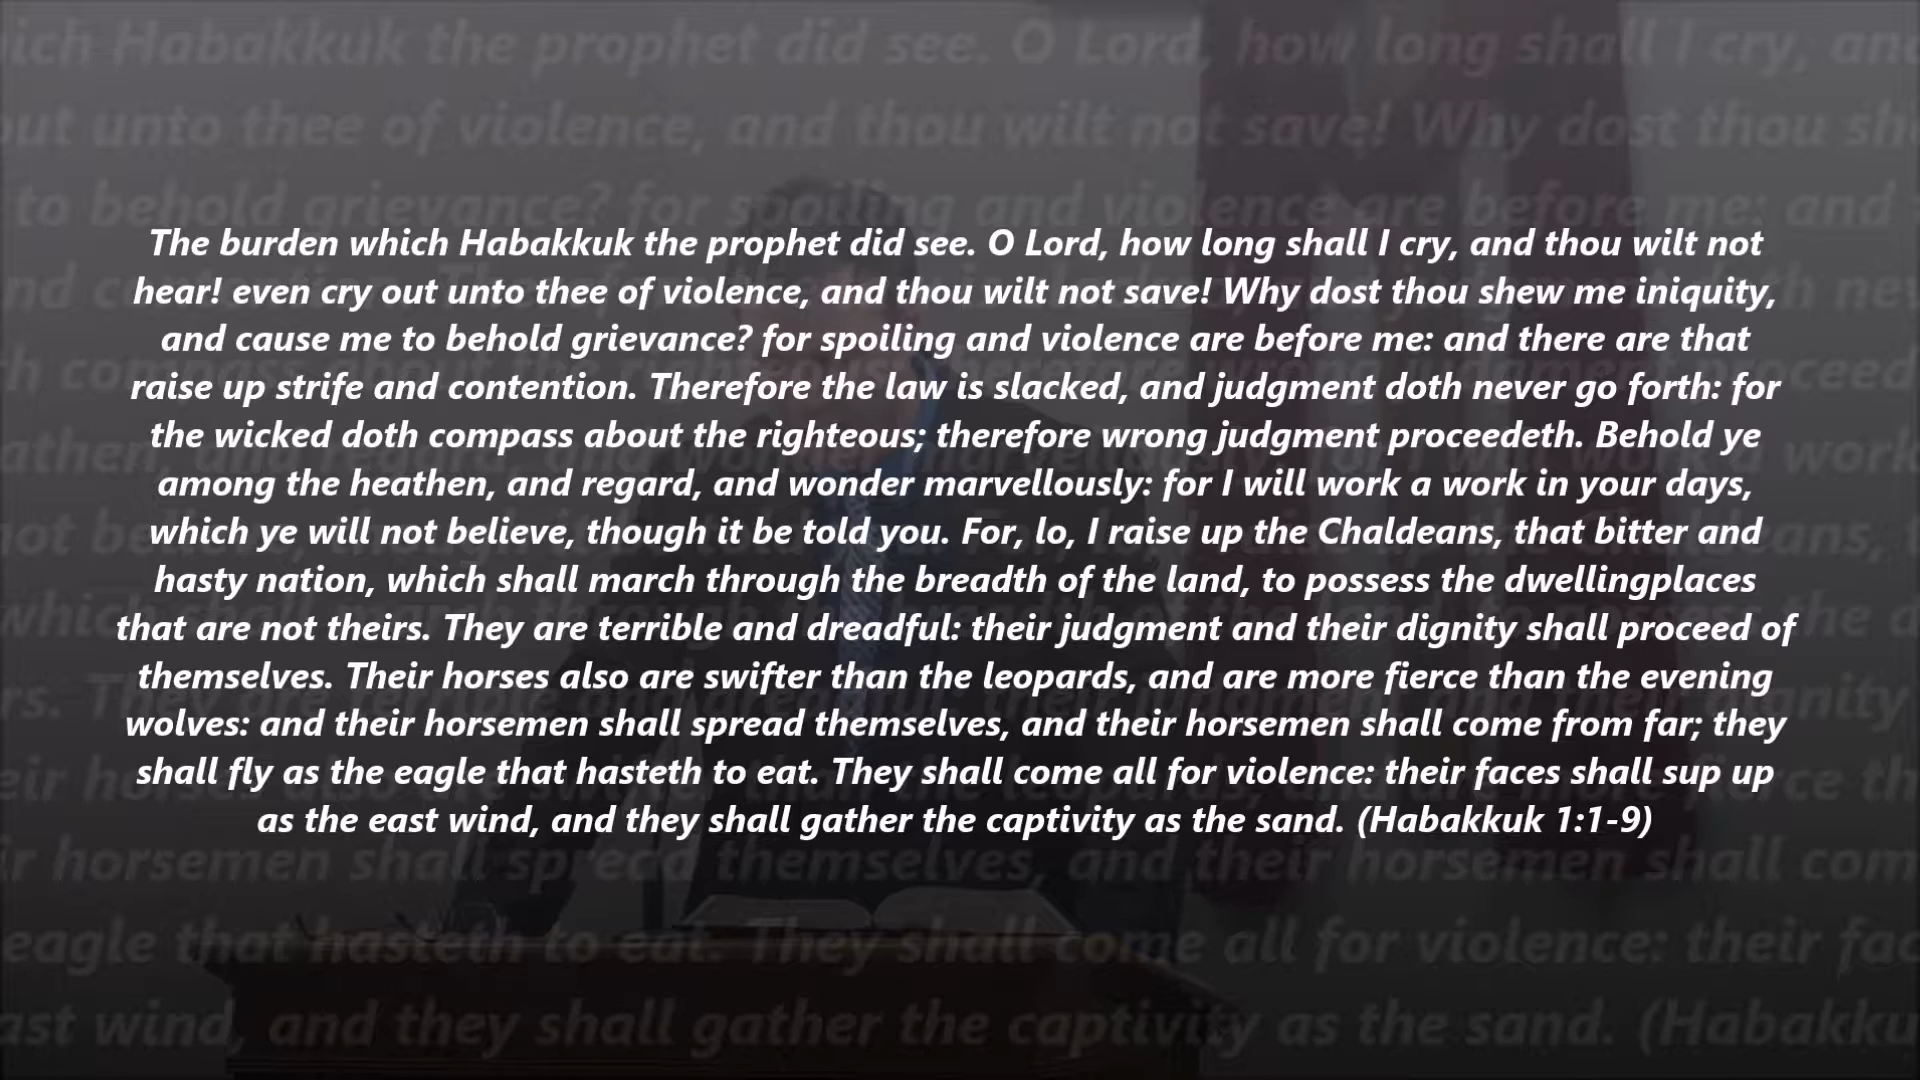 The burden which Habakkuk the prophet did see. O Lord, how long shall I cry, and thou wilt not
hear! even cry out unto thee of violence, and thou wilt not save! Why dost thou shew me iniquity,
and cause me to behold grievance? for spoiling and violence are before me: and there are that
raise up strife and contention. Therefore the law is slacked, and judgment doth never go forth: for
the wicked doth compass about the righteous; therefore wrong judgment proceedeth. Behold ye
among the heathen, and regard, and wonder marvellously: for I will work a work in your days,
which ye will not believe, though it be told you. For, lo, I raise up the Chaldeans, that bitter and
hasty nation, which shall march through the breadth of the land, to possess the dwellingplaces
that are not theirs. They are terrible and dreadful: their judgment and their dignity shall proceed of
themselves. Their horses also are swifter than the leopards, and are more fierce than the evening
wolves: and their horsemen shall spread themselves, and their horsemen shall come from far; they
shall fly as the eagle that hasteth to eat. They shall come all for violence: their faces shall sup up
as the east wind, and they shall gather the captivity as the sand. (Habakkuk 1:1-9)